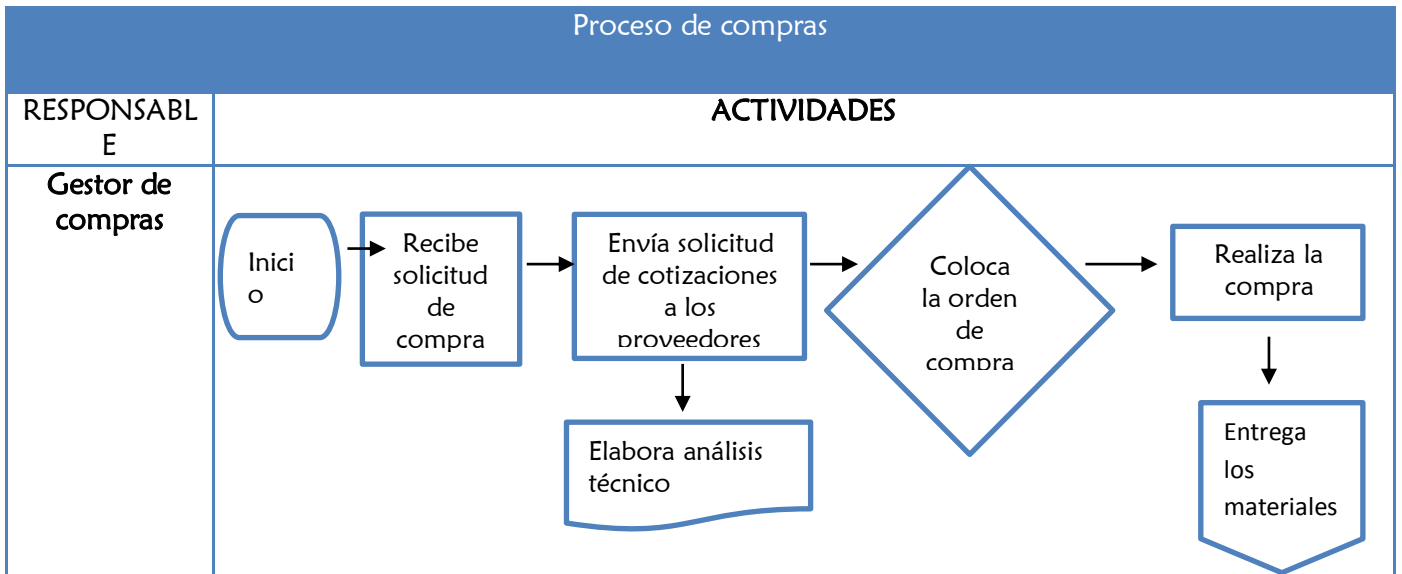 Proceso de compras
RESPONSABL
E
ACTIVIDADES
Gestor de
compras
Inici
o
Recibe
solicitud
de
compra
Envía solicitud
de cotizaciones
a los
proveedores
Elabora análisis
técnico
Coloca
la orden
de
compra
Realiza la
compra
Entrega
los
materiales